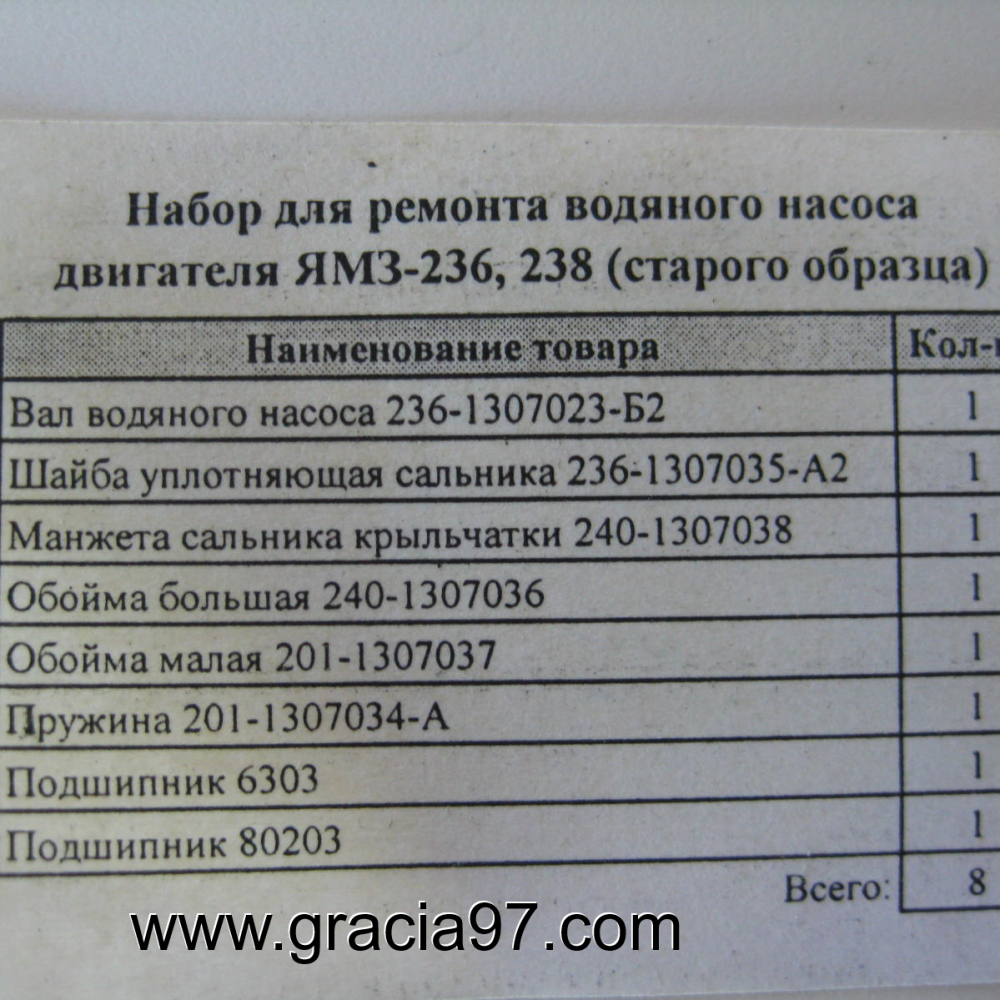 Набор для ремонта водяного насоса
двигателя ЯМЗ-236, 238 (старого образца)
Наименование товара Кол-
Вал водяного насоса 236-1307023-Б2 1
Шайба уплотняющая сальника 236-1307035-А2 1
Манжета сальника крыльчатки 240-1307038 1
Обойма большая 240-1307036 1
Обойма малая 201-1307037 1
Пружина 201-1307034-А 1
Подшипник 6303 1
Подшипник 80203 1
Всего: 8
www.gracia97.com